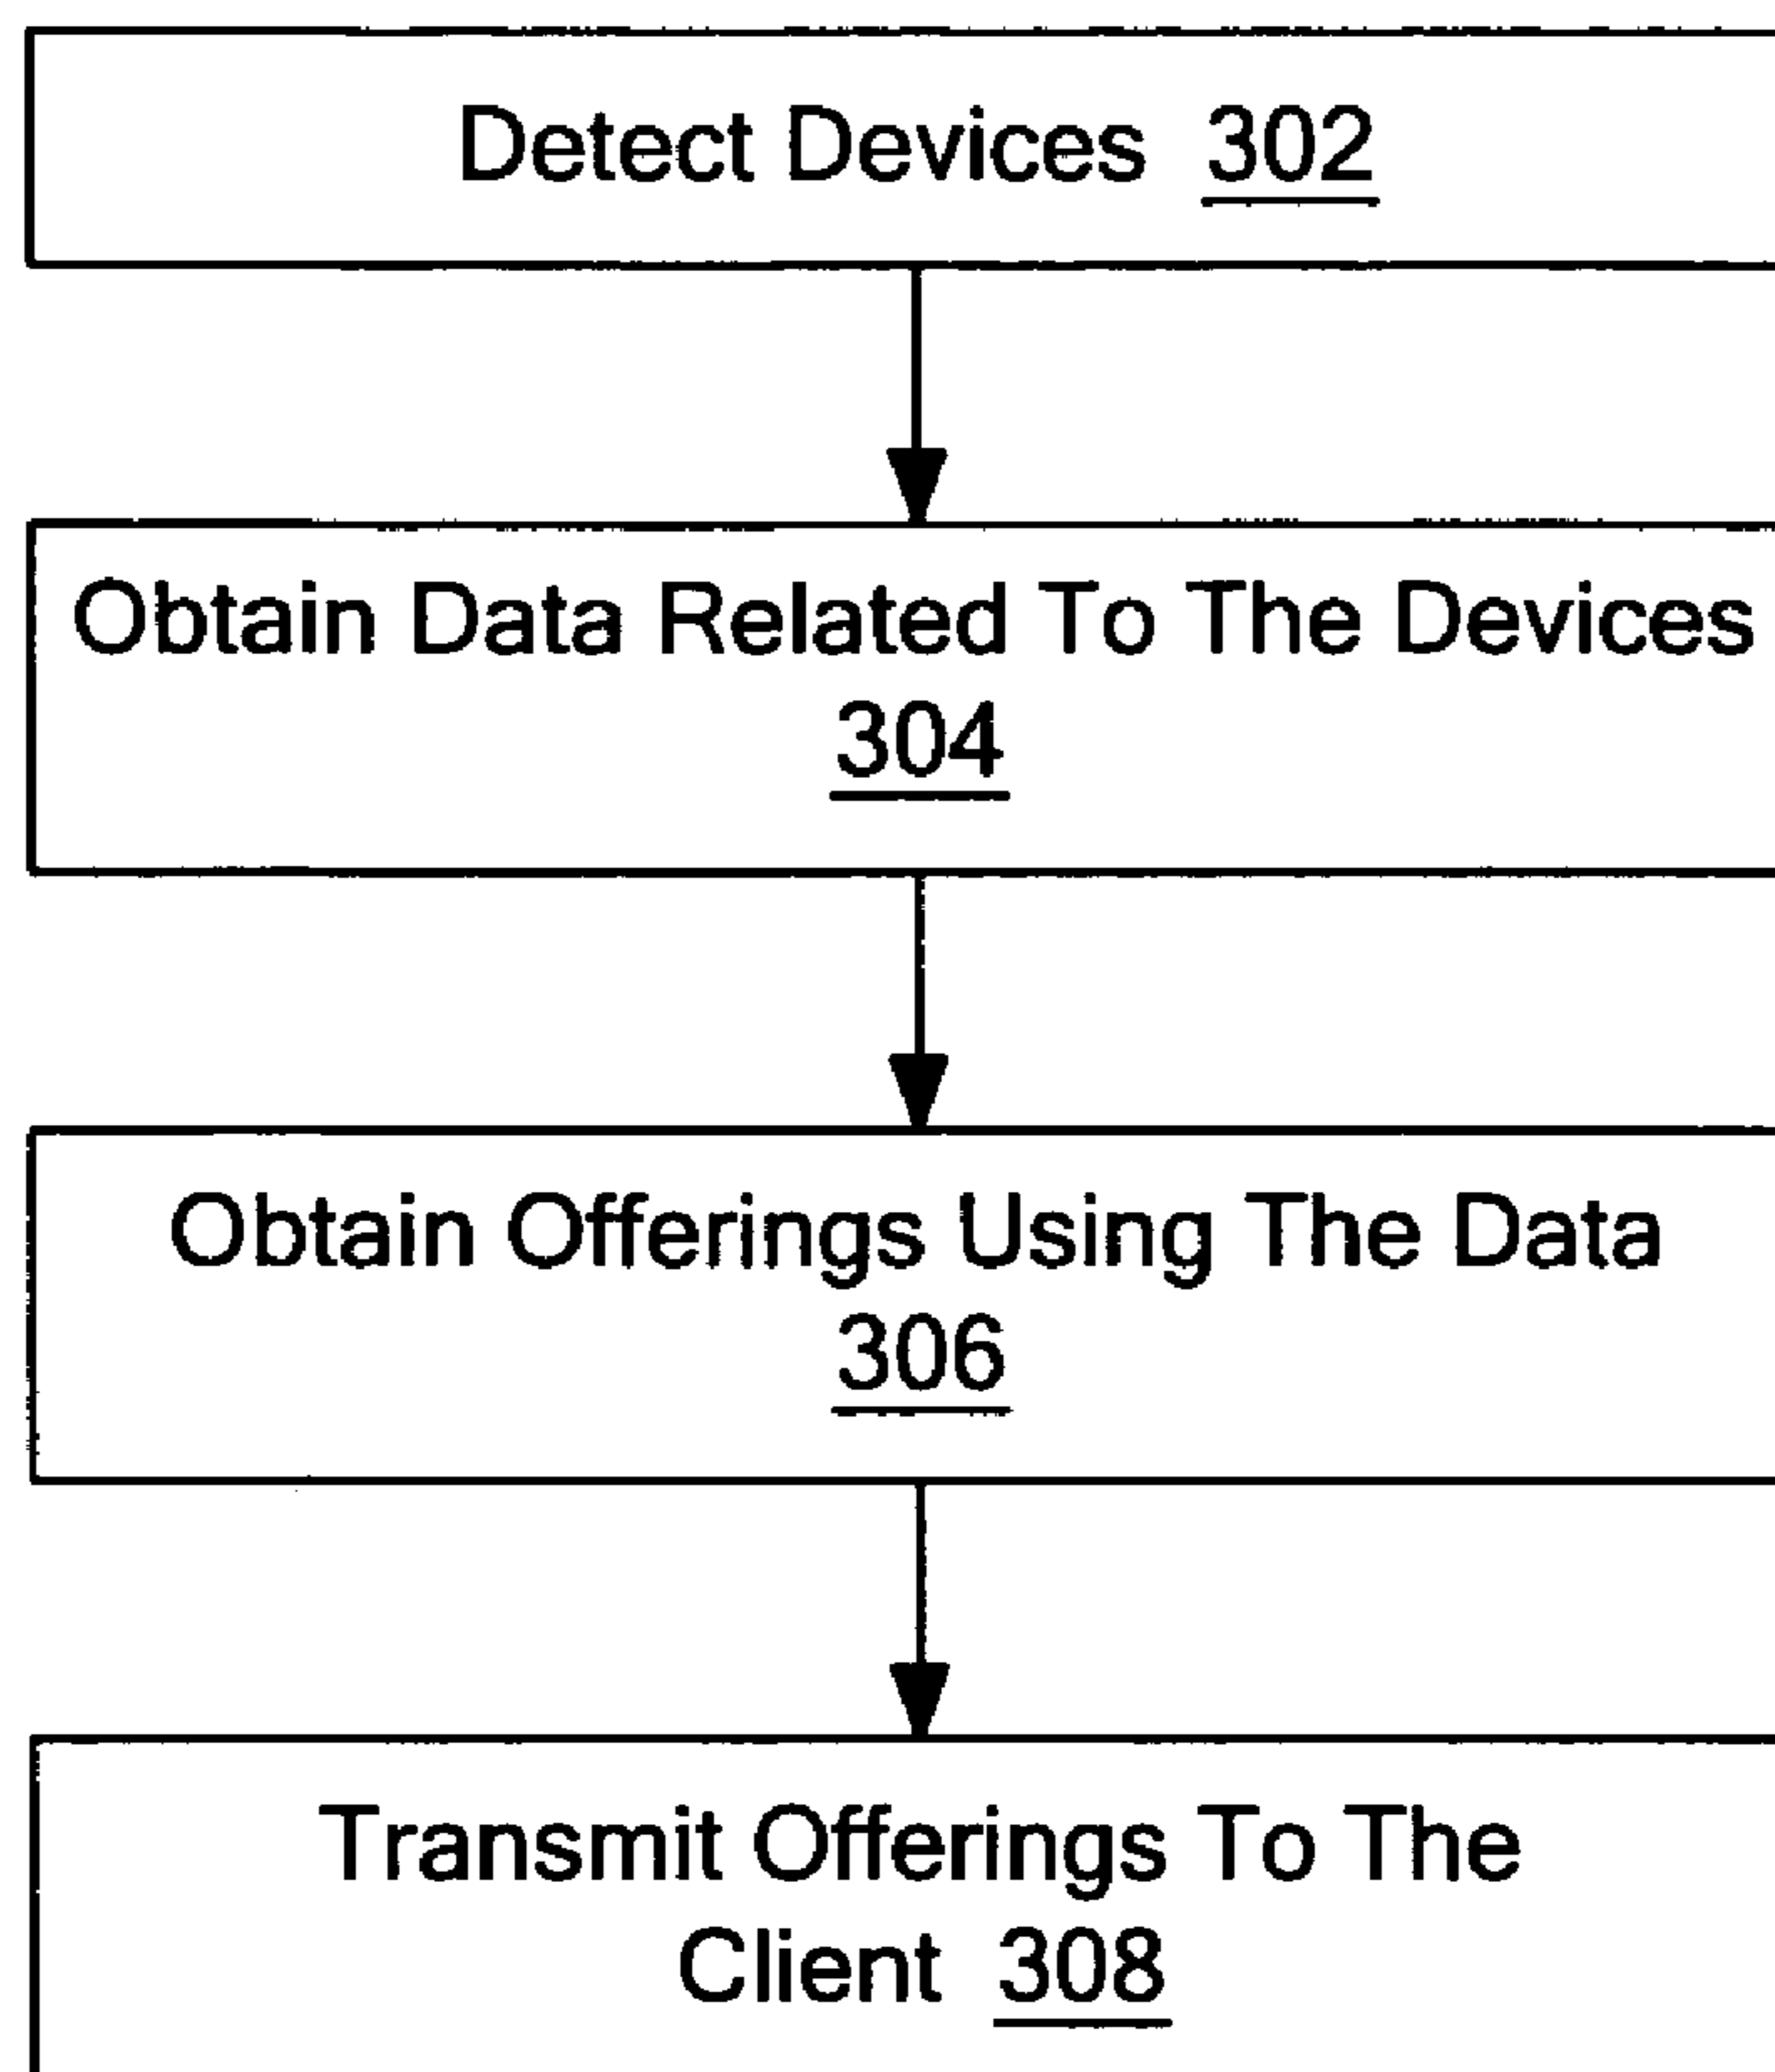 Detect Devices 302
Obtain Data Related To The Devices
304
Obtain Offerings Using The Data
306
Transmit Offerings To The
Client 308